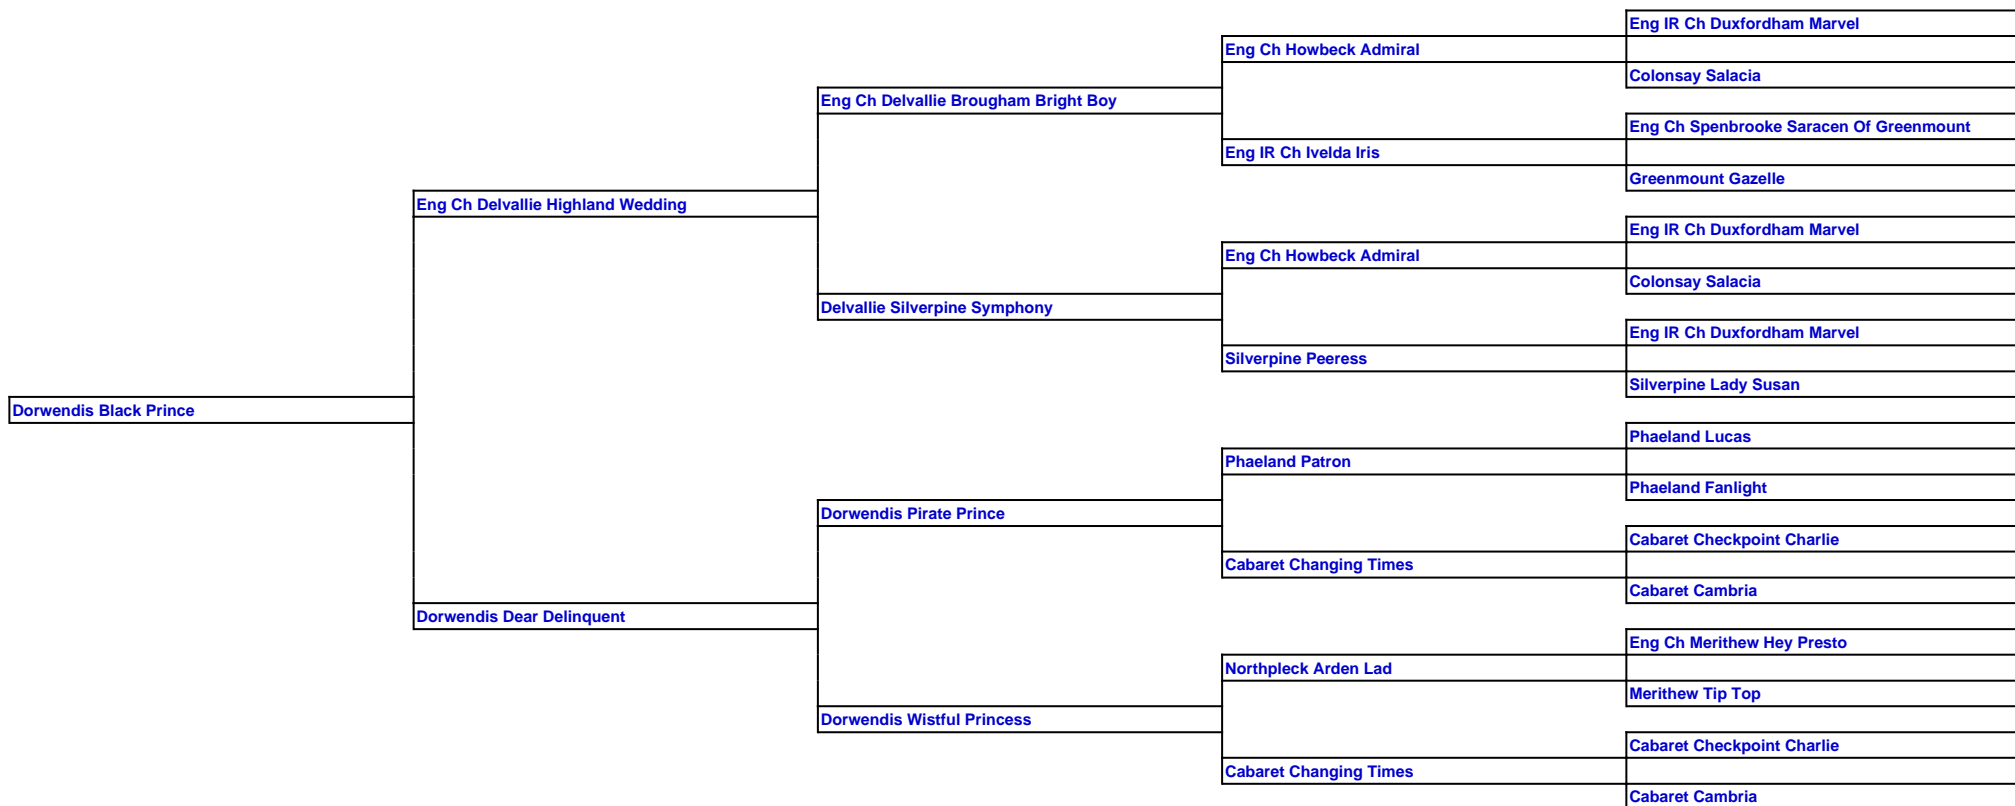 Eng IR Ch Duxfordham Marvel
Eng Ch Howbeck Admiral
Colonsay Salacia
Eng Ch Delvallie Brougham Bright Boy
Eng Ch Spenbrooke Saracen Of Greenmount
Eng IR Ch Ivelda Iris
Greenmount Gazelle
Eng Ch Delvallie Highland Wedding
Eng IR Ch Duxfordham Marvel
Eng Ch Howbeck Admiral
Colonsay Salacia
Delvallie Silverpine Symphony
Eng IR Ch Duxfordham Marvel
Silverpine Peeress
Silverpine Lady Susan
Dorwendis Black Prince
Phaeland Lucas
Phaeland Patron
Phaeland Fanlight
Dorwendis Pirate Prince
Cabaret Checkpoint Charlie
Cabaret Changing Times
Cabaret Cambria
Dorwendis Dear Delinquent
Eng Ch Merithew Hey Presto
Northpleck Arden Lad
Merithew Tip Top
Dorwendis Wistful Princess
Cabaret Checkpoint Charlie
Cabaret Changing Times
Cabaret Cambria